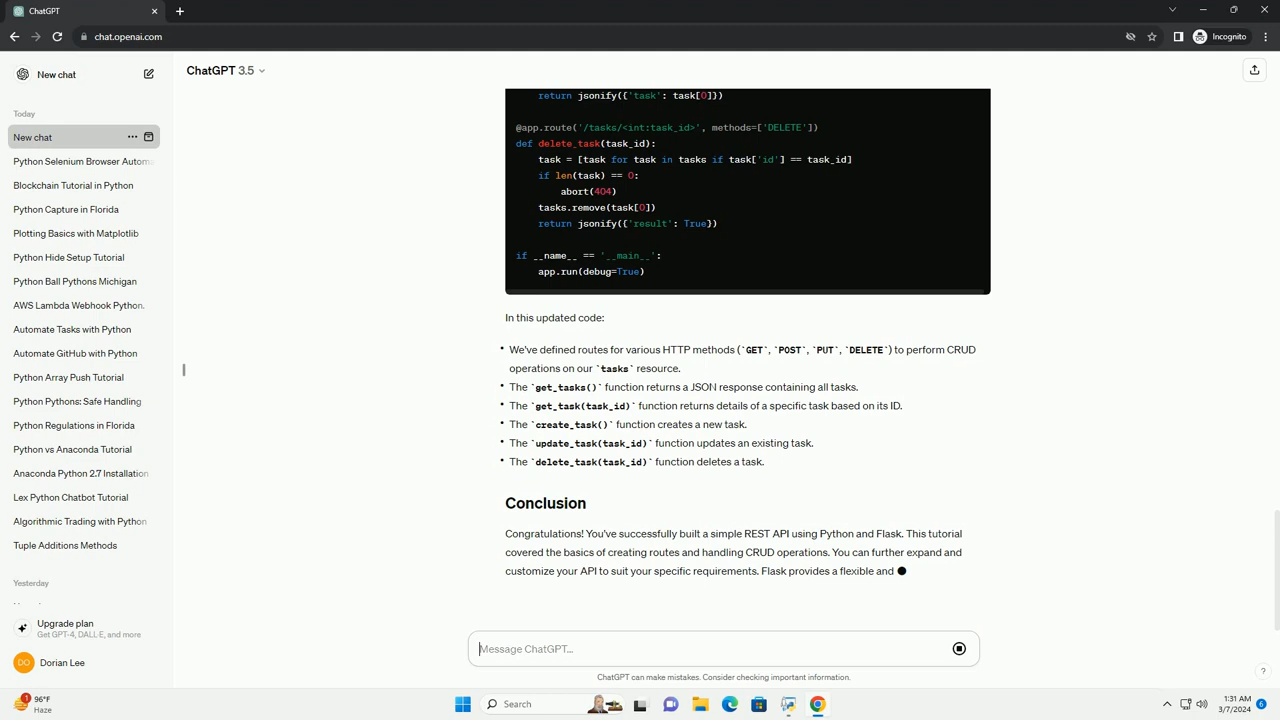 ChatGPT
chat.openai.com
Incognito
New chat
ChatGPT 3.5
Today
New chat
Python Selenium Browser Automa
Blockchain Tutorial in Python
Python Capture in Florida
Plotting Basics with Matplotlib
Python Hide Setup Tutorial
Python Ball Pythons Michigan
AWS Lambda Webhook Python.
Automate Tasks with Python
Automate GitHub with Python
Python Array Push Tutorial
Python Pythons: Safe Handling
Python Regulations in Florida
Python vs Anaconda Tutorial
Anaconda Python 2.7 Installation
Lex Python Chatbot Tutorial
Algorithmic Trading with Python
Tuple Additions Methods
Yesterday
Upgrade plan
Get GPT-4, DALL·E, and more
DO Dorian Lee
return jsonify({'task': task[0]})
@app.route('/tasks/<int:task_id>', methods=['DELETE'])
def delete_task(task_id):
task = [task for task in tasks if task['id'] == task_id]
if len(task) == 0:
abort(404)
tasks.remove(task[0])
return jsonify({'result': True})
if __name__ == '__main__':
app.run(debug=True)
In this updated code:
• We've defined routes for various HTTP methods (`GET`, `POST`, `PUT`, `DELETE`) to perform CRUD
operations on our `tasks` resource.
• The `get_tasks()` function returns a JSON response containing all tasks.
• The `get_task(task_id)` function returns details of a specific task based on its ID.
• The `create_task()` function creates a new task.
• The `update_task(task_id)` function updates an existing task.
• The `delete_task(task_id)` function deletes a task.
Conclusion
Congratulations! You've successfully built a simple REST API using Python and Flask. This tutorial
covered the basics of creating routes and handling CRUD operations. You can further expand and
customize your API to suit your specific requirements. Flask provides a flexible and
Message ChatGPT...
ChatGPT can make mistakes. Consider checking important information.
?
1
96°F
Haze
Search
1:31 AM
3/7/2024
6